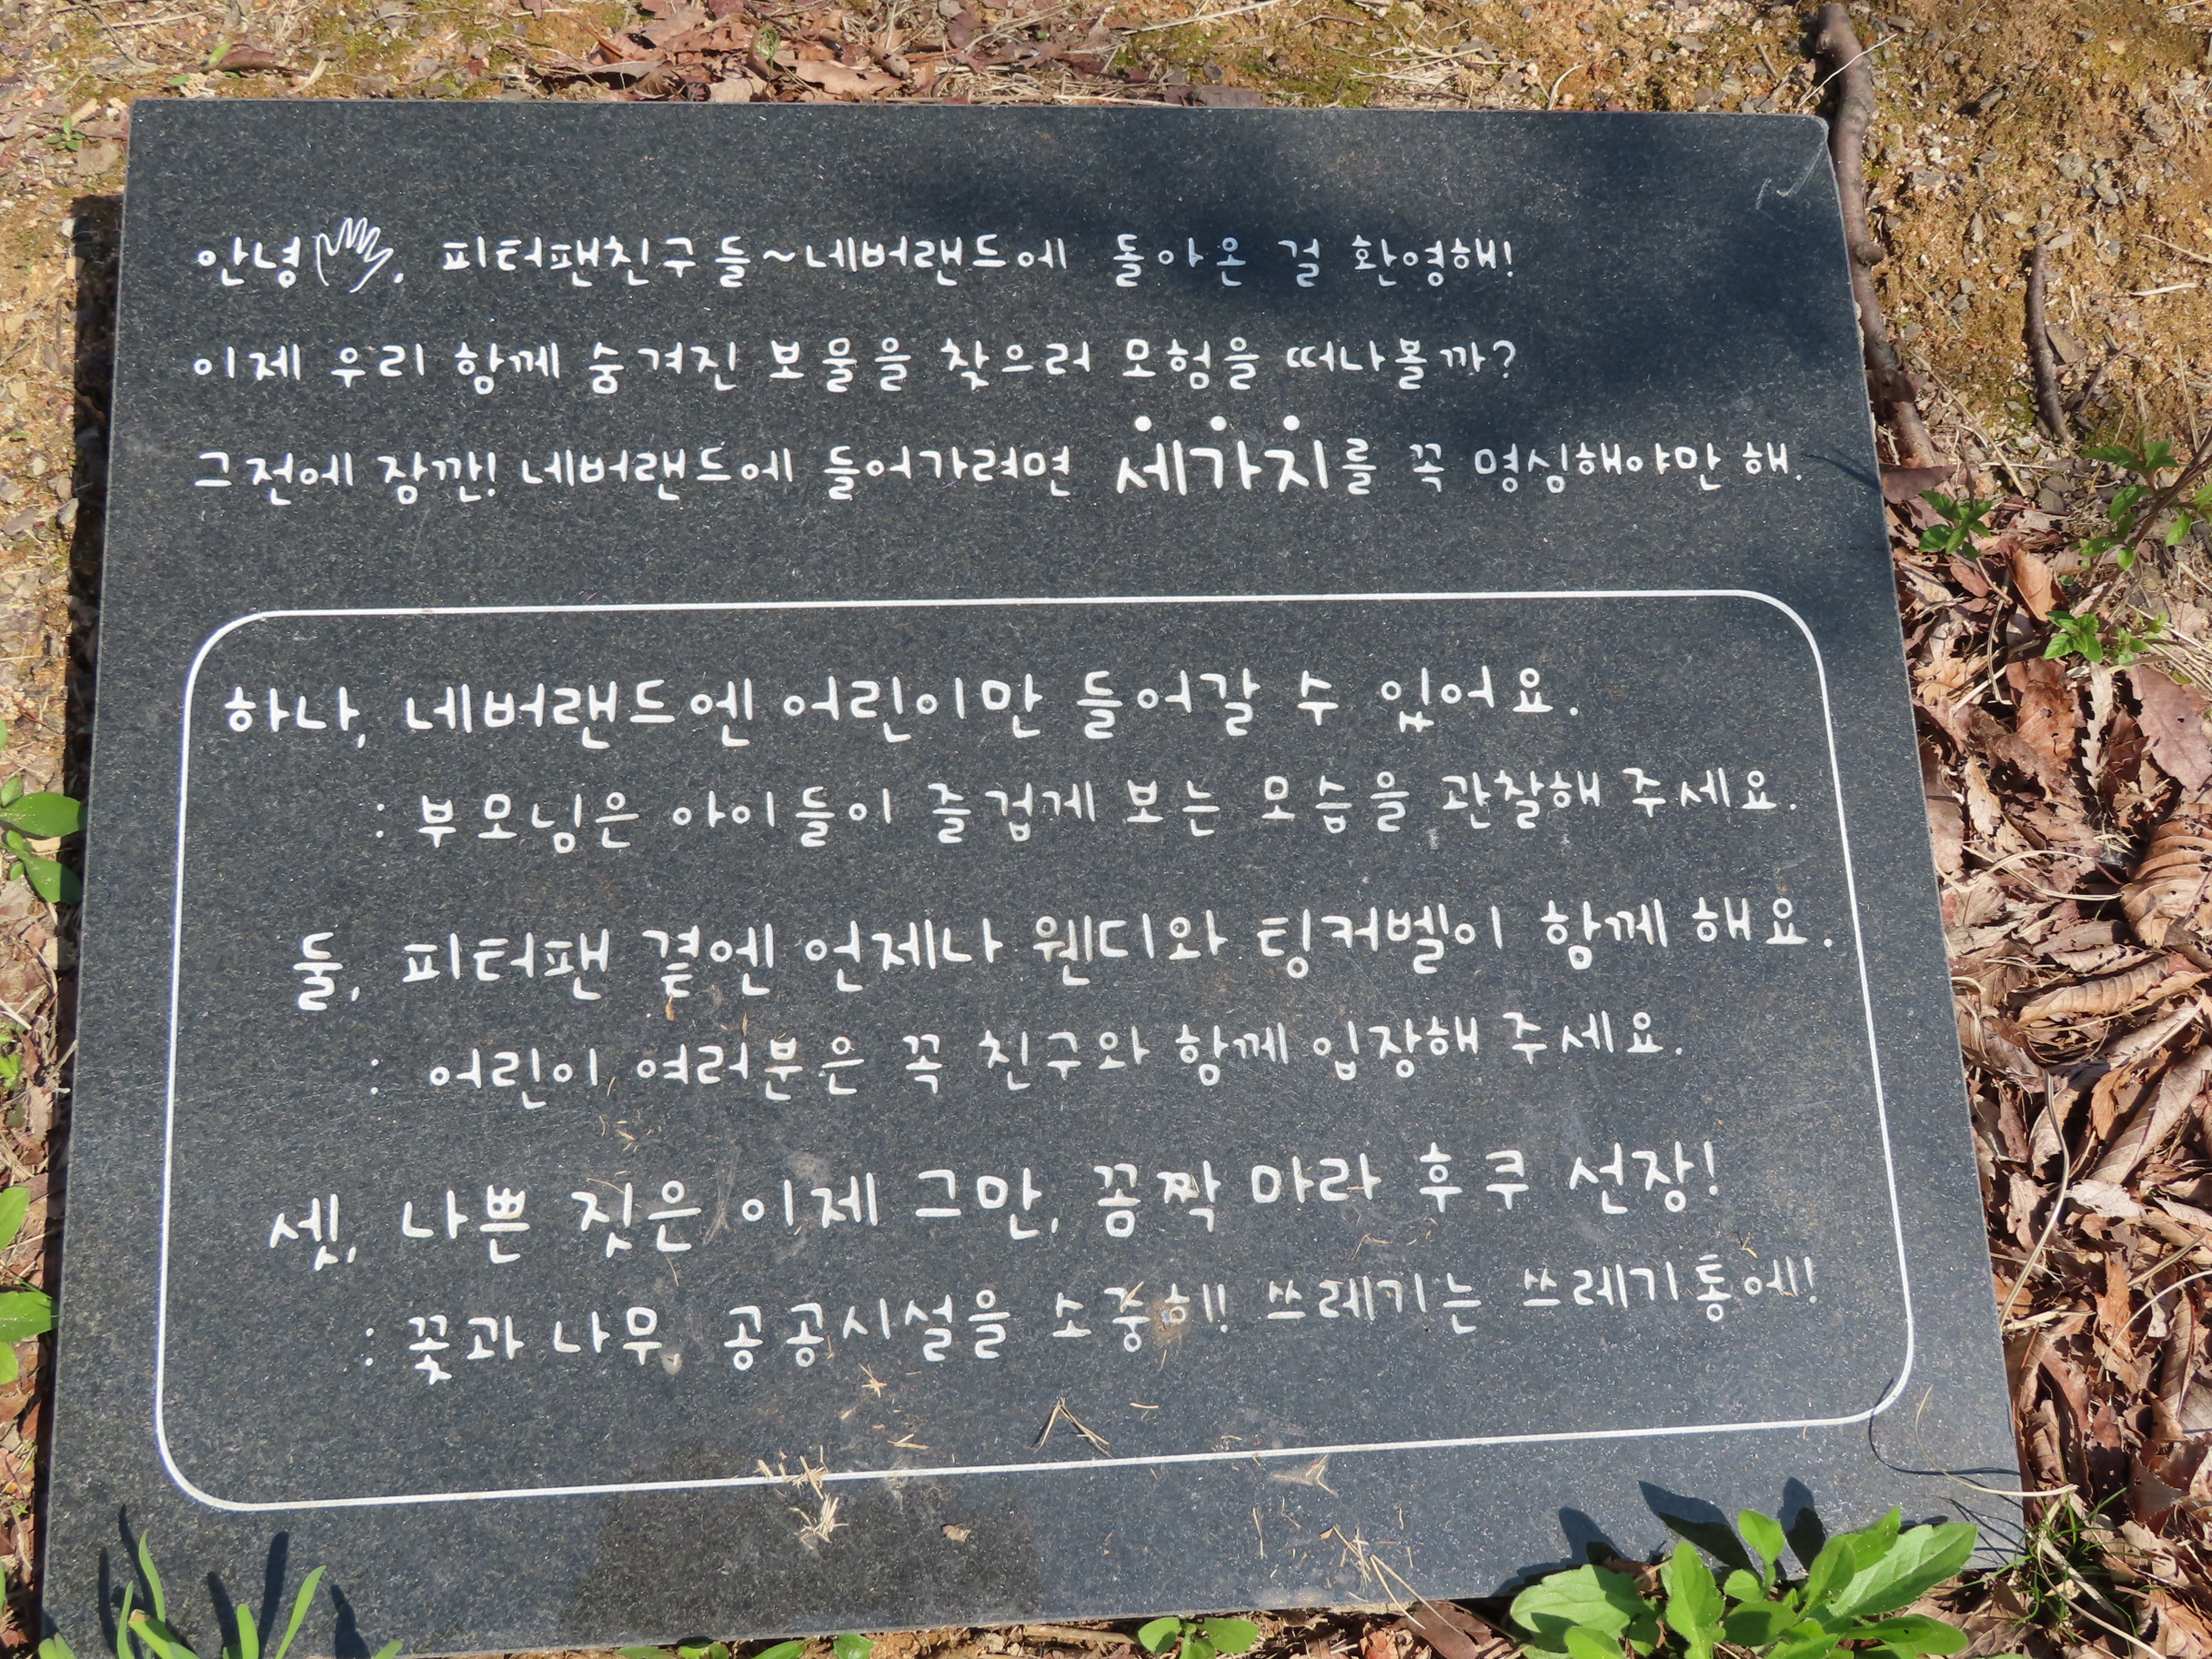 안녕, 피터팬친구들~네버랜드에 돌아온 걸 환영해!
이제 우리 함께 숨겨진 보물을 찾으러 모험을 떠나볼까?
그전에 잠깐! 네버랜드에 들어가려면 세가지를 꼭 명심해야만 해.
하나, 네버랜드엔 어린이만 들어갈 수 있어요.
: 부모님은 아이들이 즐겁게 보는 모습을 관찰해 주세요.
둘, 피터팬 곁엔 언제나 웬디와 팅커벨이 함께 해요.
: 어린이 여러분은 꼭 친구와 함께 입장해 주세요.
셋, 나쁜 짓은 이제 그만, 꼼짝 마라 후쿠 선장!
: 꽃과 나무 공공시설을 소중히! 쓰레기는 쓰레기통에!